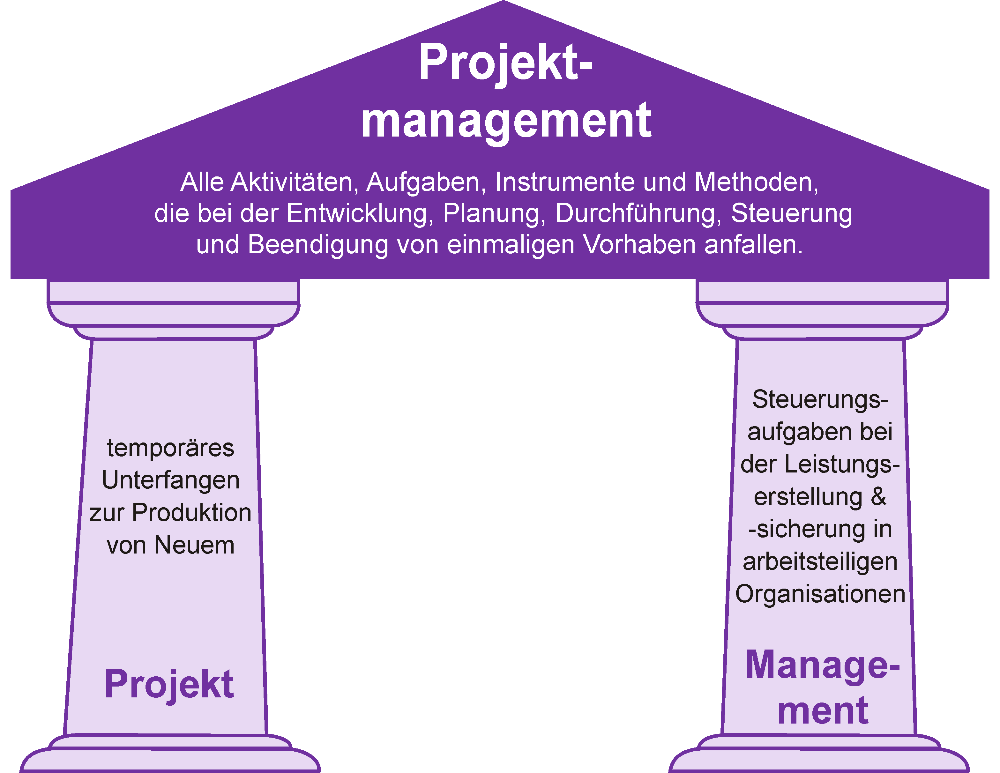 Projekt-
management
Alle Aktivitäten, Aufgaben, Instrumente und Methoden,
die bei der Entwicklung, Planung, Durchführung, Steuerung
und Beendigung von einmaligen Vorhaben anfallen.
temporäres
Unterfangen
zur Produktion
von Neuem
Projekt
Steuerungs-
aufgaben bei
der Leistungs-
erstellung &
-sicherung in
arbeitsteiligen
Organisationen
Manage-
ment